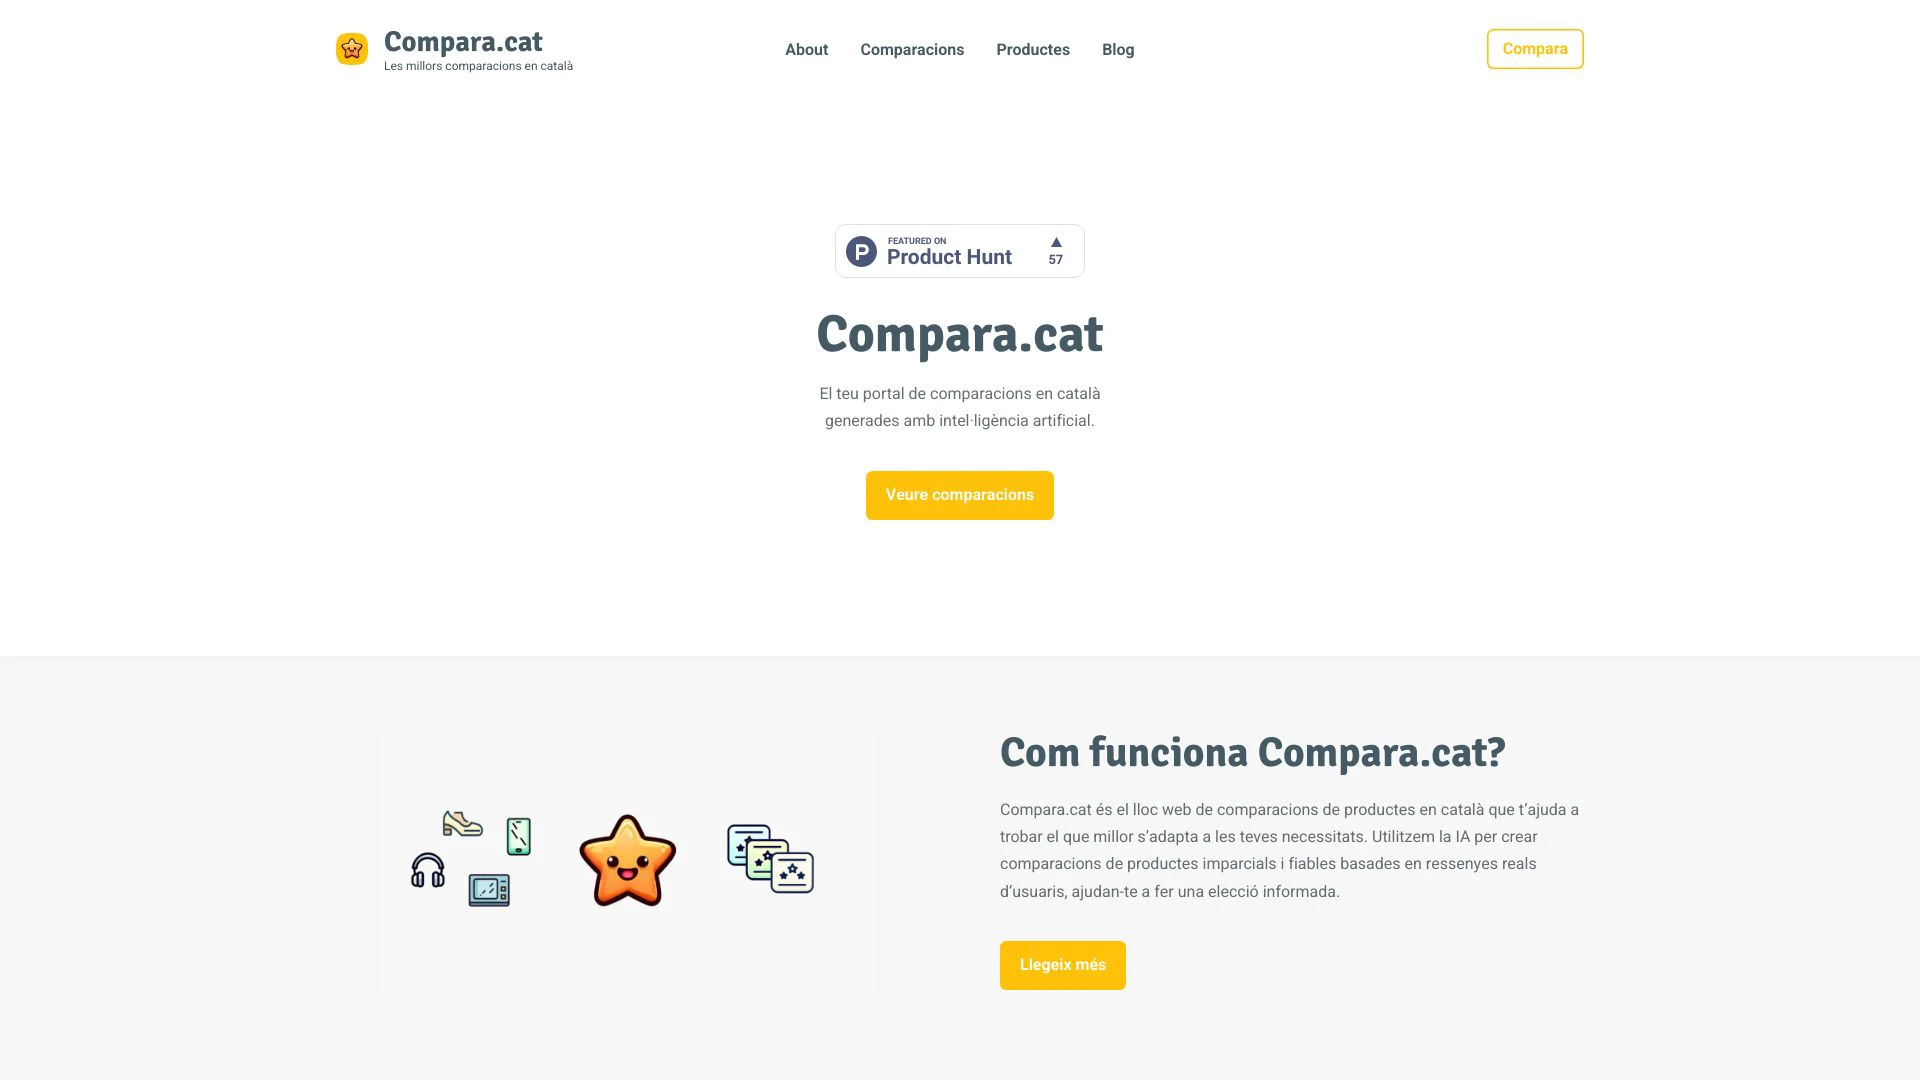 Compara.cat
Les millors comparacions en català
About
Comparacions
Productes
Blog
Compara
FEATURED ON
Product Hunt
57
Compara.cat
El teu portal de comparacions en català
generades amb intel·ligència artificial.
Veure comparacions
Com funciona Compara.cat?
Compara.cat és el lloc web de comparacions de productes en català que t’ajuda a
trobar el que millor s’adapta a les teves necessitats. Utilitzem la IA per crear
comparacions de productes imparcials i fiables basades en ressenyes reals
d’usuaris, ajudan-te a fer una elecció informada.
Llegeix més